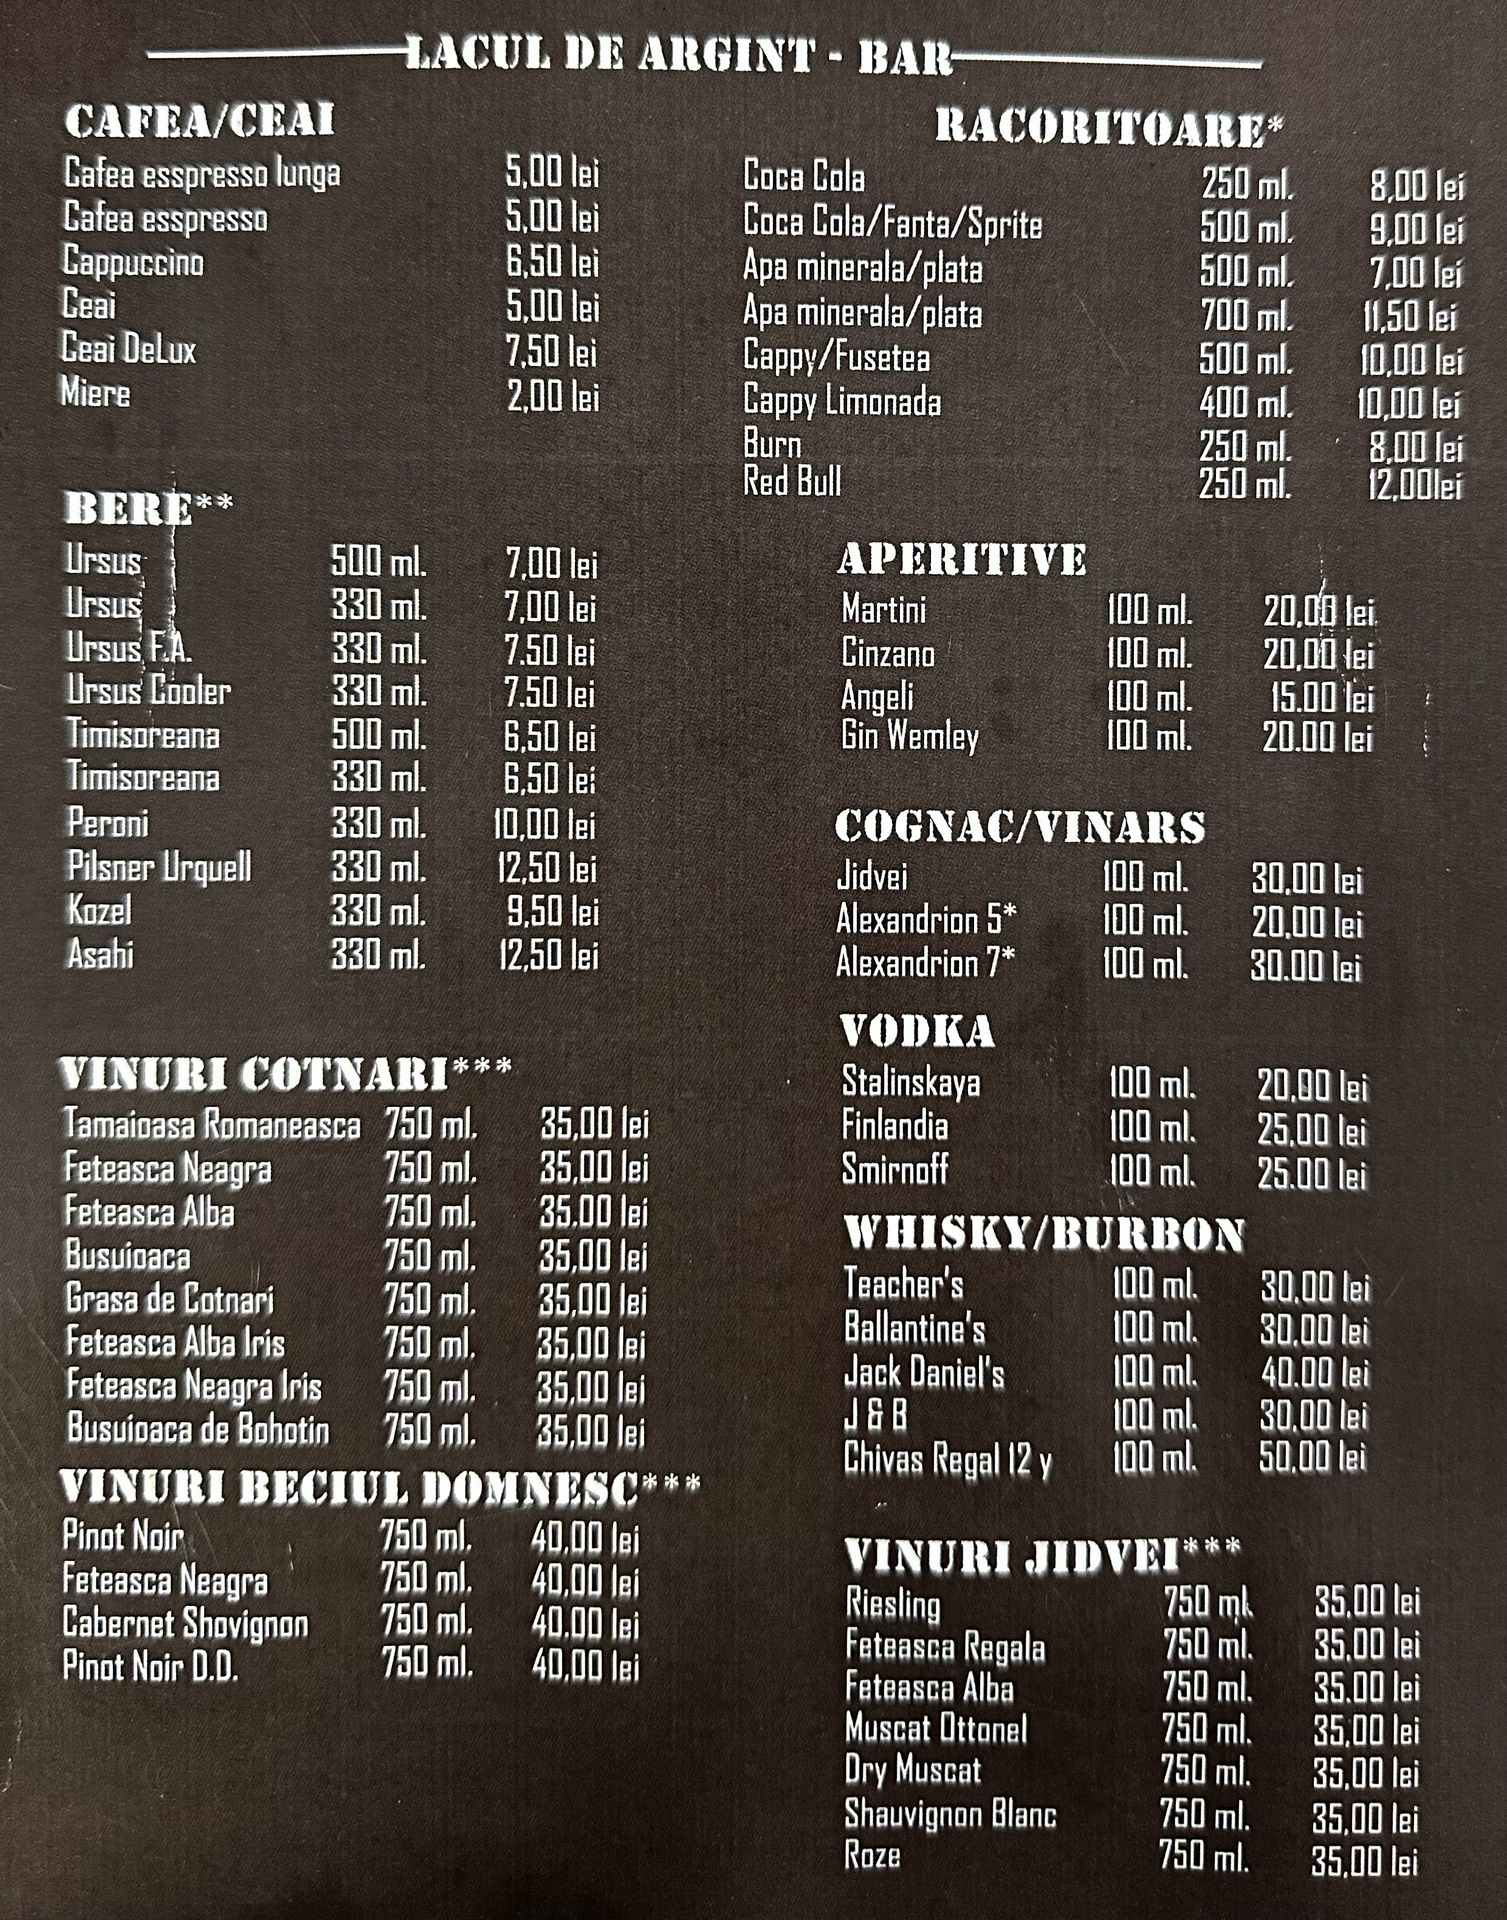 LACUL DE ARGINT - BAR
CAFEA/CEAI
Cafea esspresso lunga 5,00 lei
Cafea esspresso 5,00 lei
Cappuccino 6,50 lei
Ceai 5,00 lei
Ceai DeLux 7,50 lei
Miere 2,00 lei
BERE**
Ursus 500 ml. 7,00 lei
Ursus 330 ml. 7,00 lei
Ursus F.A. 330 ml. 7.50 lei
Ursus Cooler 330 ml. 7.50 lei
Timisoreana 500 ml. 6,50 lei
Timisoreana 330 ml. 6,50 lei
Peroni 330 ml. 10,00 lei
Pilsner Urquell 330 ml. 12,50 lei
Kozel 330 ml. 9,50 lei
Asahi 330 ml. 12,50 lei
VINURI COTNARI***
Tamaioasa Romaneasca 750 ml. 35,00 lei
Feteasca Neagra 750 ml. 35,00 lei
Feteasca Alba 750 ml. 35,00 lei
Busuioaca 750 ml. 35,00 lei
Grasa de Cotnari 750 ml. 35,00 lei
Feteasca Alba Iris 750 ml. 35,00 lei
Feteasca Neagra Iris 750 ml. 35,00 lei
Busuioaca de Bohotin 750 ml. 35,00 lei
VINURI BECIUL DOMNESC***
Pinot Noir 750 ml. 40,00 lei
Feteasca Neagra 750 ml. 40,00 lei
Cabernet Shovignon 750 ml. 40,00 lei
Pinot Noir D.D. 750 ml. 40,00 lei
RACORITOARE*
Coca Cola 250 ml. 8,00 lei
Coca Cola/Fanta/Sprite 500 ml. 9,00 lei
Apa minerala/plata 500 ml. 7,00 lei
Apa minerala/plata 700 ml. 11,50 lei
Cappy/Fusetea 500 ml. 10,00 lei
Cappy Limonada 400 ml. 10,00 lei
Burn 250 ml. 8,00 lei
Red Bull 250 ml. 12,00lei
APERITIVE
Martini 100 ml. 20,00 lei
Cinzano 100 ml. 20,00 lei
Angeli 100 ml. 15.00 lei
Gin Wemley 100 ml. 20.00 lei
COGNAC/VINARS
Jidvei 100 ml. 30,00 lei
Alexandrion 5* 100 ml. 20,00 lei
Alexandrion 7* 100 ml. 30.00 lei
VODKA
Stalinskaya 100 ml. 20,00 lei
Finlandia 100 ml. 25,00 lei
Smirnoff 100 ml. 25.00 lei
WHISKY/BURBON
Teacher's 100 ml. 30,00 lei
Ballantine's 100 ml. 30,00 lei
Jack Daniel's 100 ml. 40.00 lei
J & B 100 ml. 30,00 lei
Chivas Regal 12 y 100 ml. 50,00 lei
VINURI JIDVEI***
Riesling 750 ml. 35,00 lei
Feteasca Regala 750 ml. 35,00 lei
Feteasca Alba 750 ml. 35.00 lei
Muscat Ottonel 750 ml. 35,00 lei
Dry Muscat 750 ml. 35,00 lei
Shauvignon Blanc 750 ml. 35,00 lei
Roze 750 ml. 35,00 lei